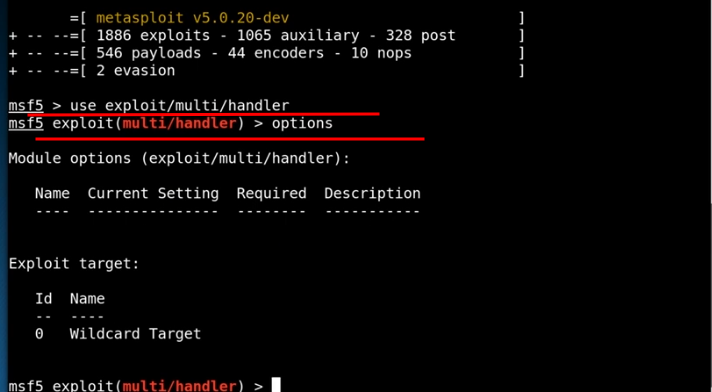 =[ metasploit v5.0.20-dev ]
+ -- --=[ 1886 exploits - 1065 auxiliary - 328 post ]
+ -- --=[ 546 payloads - 44 encoders - 10 nops ]
+ -- --=[ 2 evasion ]
msf5 > use exploit/multi/handler
msf5 exploit(multi/handler) > options
Module options (exploit/multi/handler):
Name Current Setting Required Description
---- --------------- -------- -----------
Exploit target:
Id Name
-- ----
0 Wildcard Target
msf5 exploit(multi/handler) >